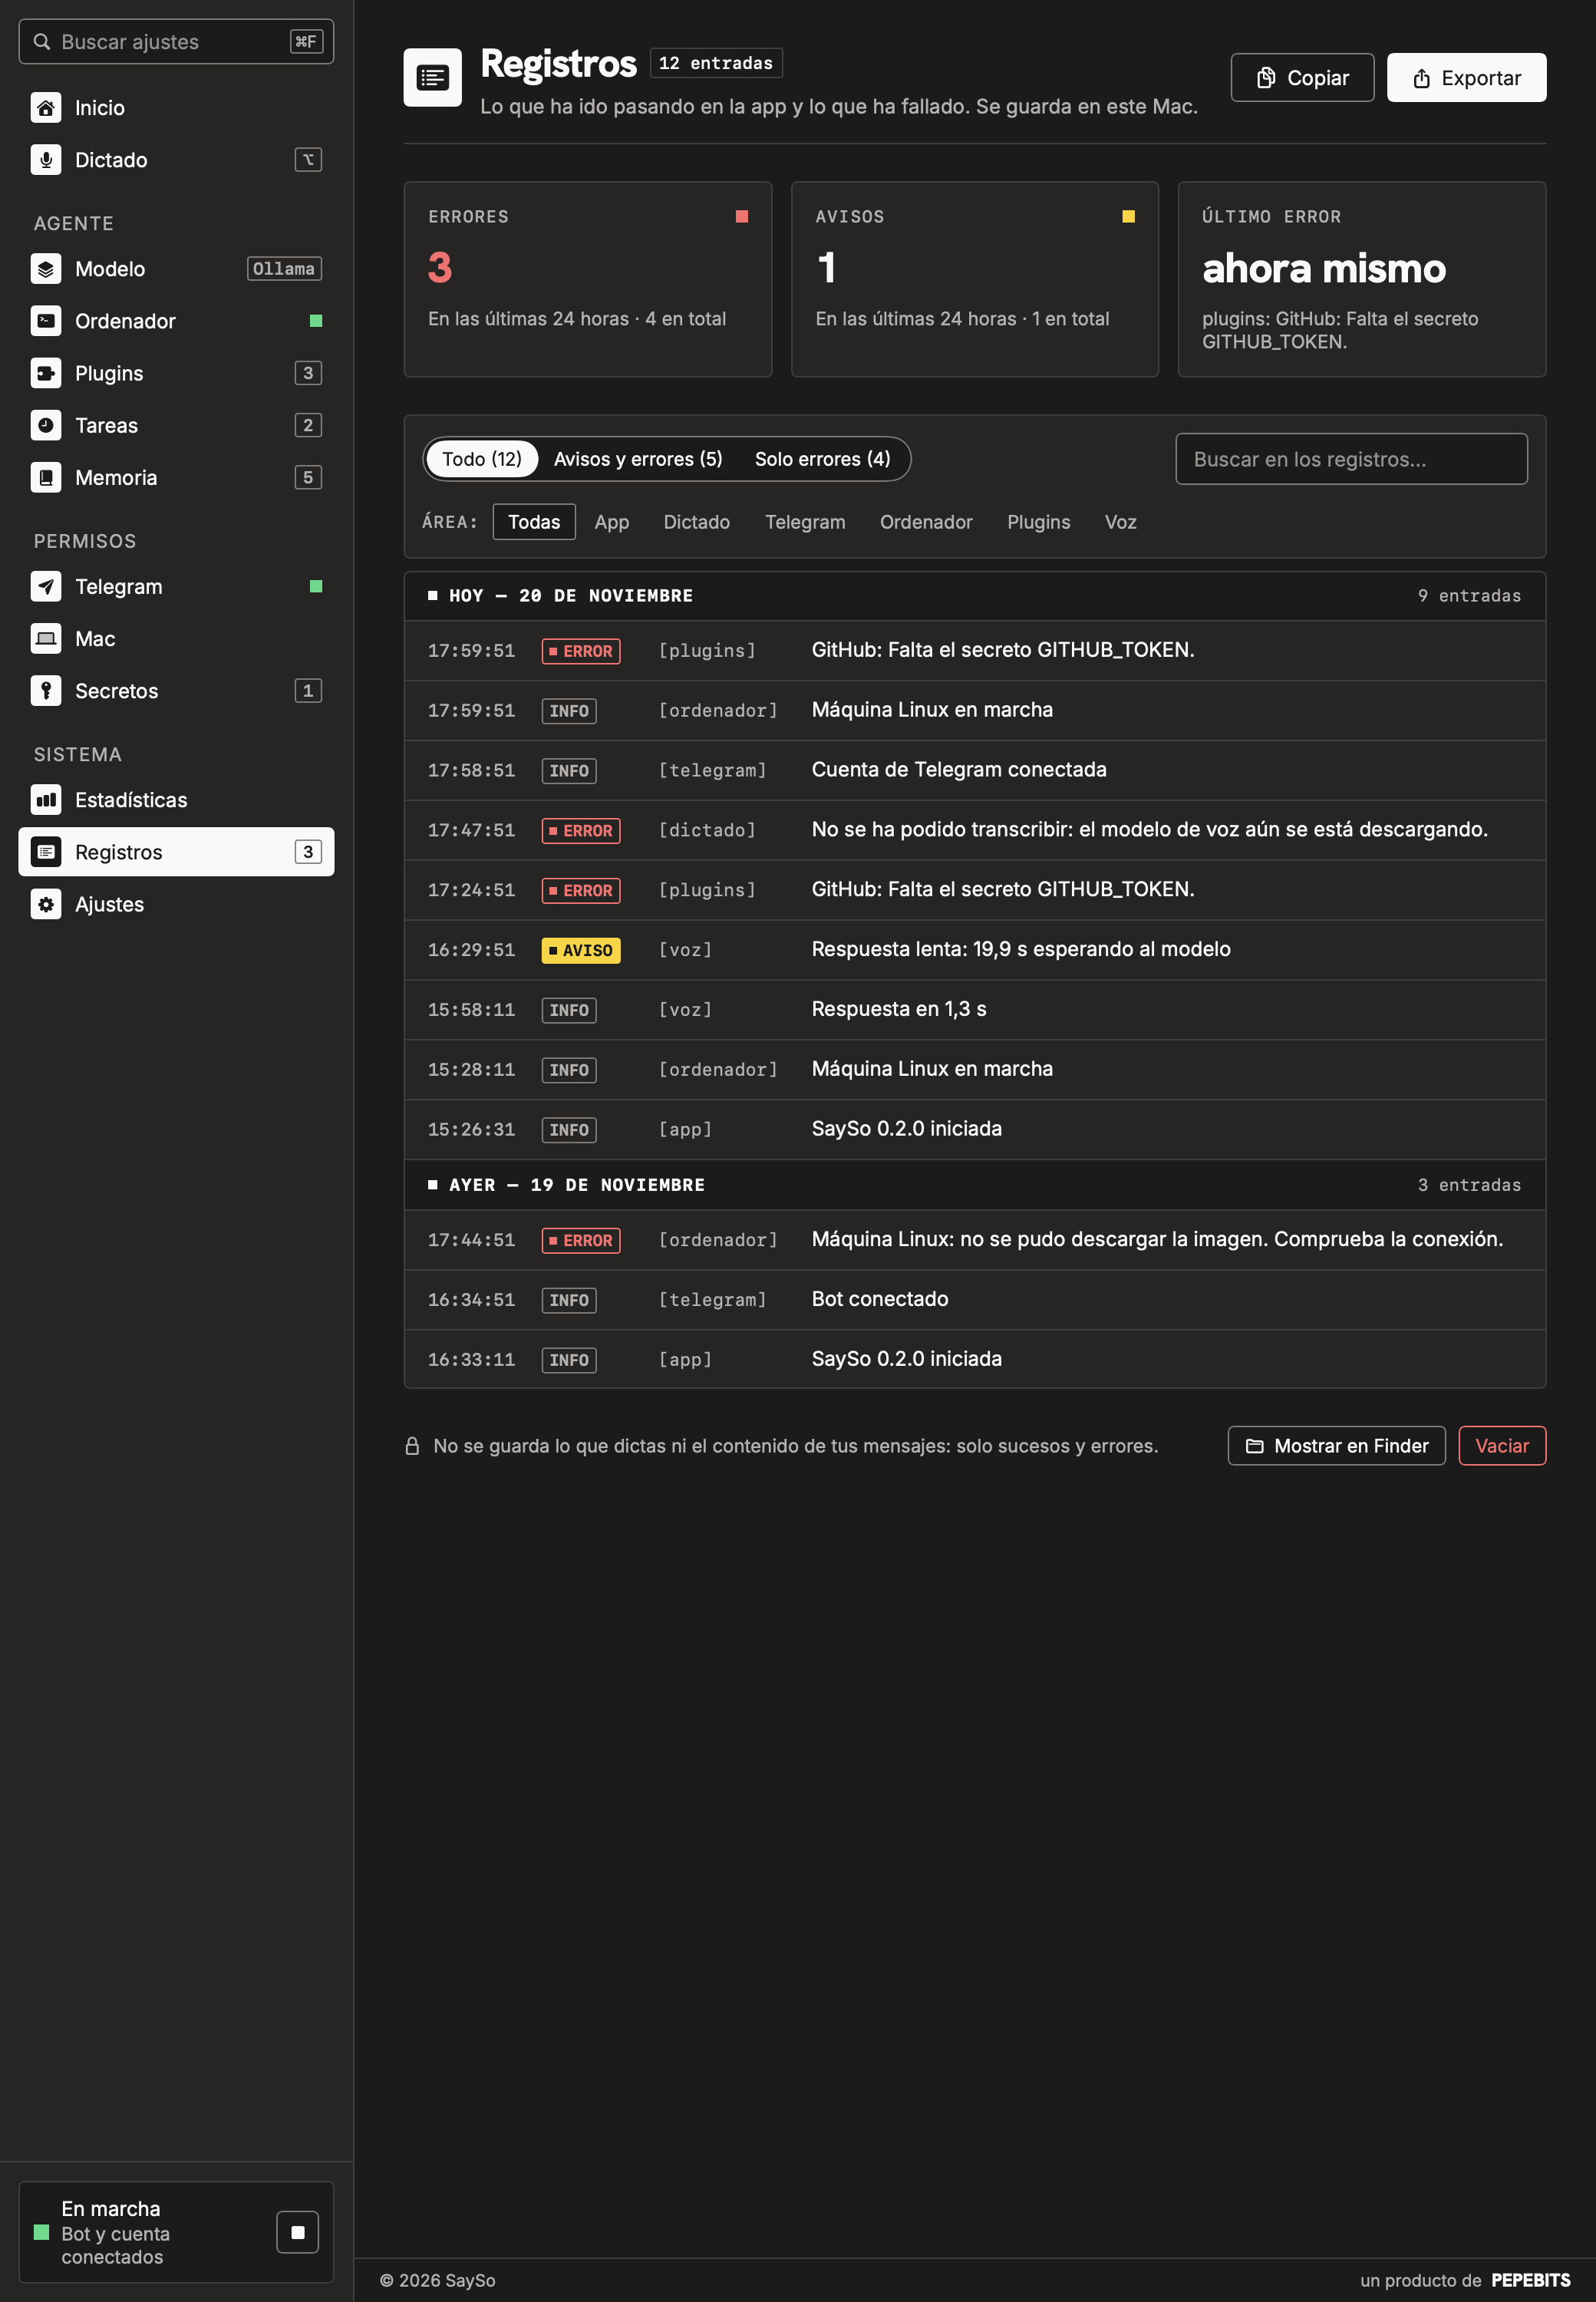 Buscar ajustes ⌘F
Inicio
Dictado ⌥
AGENTE
Modelo Ollama
Ordenador
Plugins 3
Tareas 2
Memoria 5
PERMISOS
Telegram
Mac
Secretos 1
SISTEMA
Estadísticas
Registros 3
Ajustes
En marcha
Bot y cuenta
conectados
Registros 12 entradas
Lo que ha ido pasando en la app y lo que ha fallado. Se guarda en este Mac.
Copiar
Exportar
ERRORES
3
En las últimas 24 horas · 4 en total
AVISOS
1
En las últimas 24 horas · 1 en total
ÚLTIMO ERROR
ahora mismo
plugins: GitHub: Falta el secreto
GITHUB_TOKEN.
Todo (12) Avisos y errores (5) Solo errores (4)
Buscar en los registros...
ÁREA: Todas App Dictado Telegram Ordenador Plugins Voz
HOY — 20 DE NOVIEMBRE 9 entradas
17:59:51 ERROR [plugins] GitHub: Falta el secreto GITHUB_TOKEN.
17:59:51 INFO [ordenador] Máquina Linux en marcha
17:58:51 INFO [telegram] Cuenta de Telegram conectada
17:47:51 ERROR [dictado] No se ha podido transcribir: el modelo de voz aún se está descargando.
17:24:51 ERROR [plugins] GitHub: Falta el secreto GITHUB_TOKEN.
16:29:51 AVISO [voz] Respuesta lenta: 19,9 s esperando al modelo
15:58:11 INFO [voz] Respuesta en 1,3 s
15:28:11 INFO [ordenador] Máquina Linux en marcha
15:26:31 INFO [app] SaySo 0.2.0 iniciada
AYER — 19 DE NOVIEMBRE 3 entradas
17:44:51 ERROR [ordenador] Máquina Linux: no se pudo descargar la imagen. Comprueba la conexión.
16:34:51 INFO [telegram] Bot conectado
16:33:11 INFO [app] SaySo 0.2.0 iniciada
No se guarda lo que dictas ni el contenido de tus mensajes: solo sucesos y errores.
Mostrar en Finder
Vaciar
© 2026 SaySo
un producto de PEPEBITS